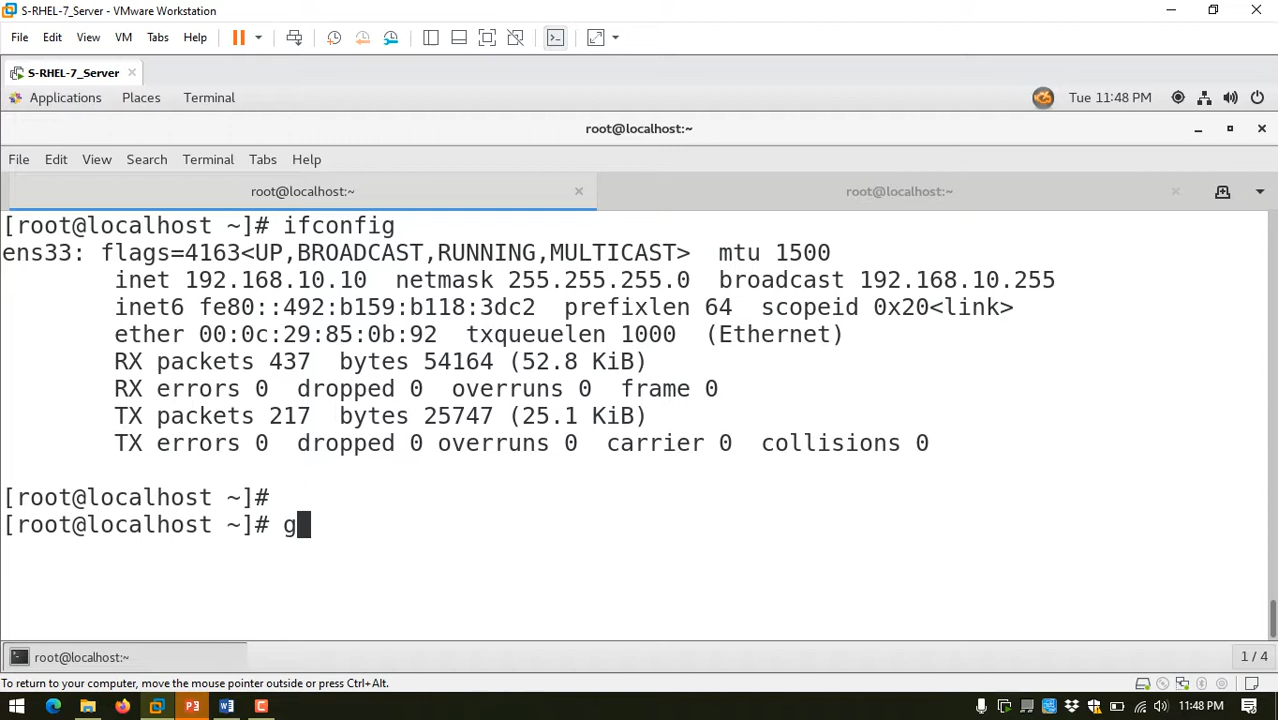 S-RHEL-7_Server - VMware Workstation
File Edit View VM Tabs Help
S-RHEL-7_Server
Applications Places Terminal Tue 11:48 PM
root@localhost:~
File Edit View Search Terminal Tabs Help
root@localhost:~ root@localhost:~
[root@localhost ~]# ifconfig
ens33: flags=4163<UP,BROADCAST,RUNNING,MULTICAST>  mtu 1500
        inet 192.168.10.10  netmask 255.255.255.0  broadcast 192.168.10.255
        inet6 fe80::492:b159:b118:3dc2  prefixlen 64  scopeid 0x20<link>
        ether 00:0c:29:85:0b:92  txqueuelen 1000  (Ethernet)
        RX packets 437  bytes 54164 (52.8 KiB)
        RX errors 0  dropped 0  overruns 0  frame 0
        TX packets 217  bytes 25747 (25.1 KiB)
        TX errors 0  dropped 0 overruns 0  carrier 0  collisions 0
[root@localhost ~]#
[root@localhost ~]# g
root@localhost:~ 1 / 4
To return to your computer, move the mouse pointer outside or press Ctrl+Alt.
11:48 PM